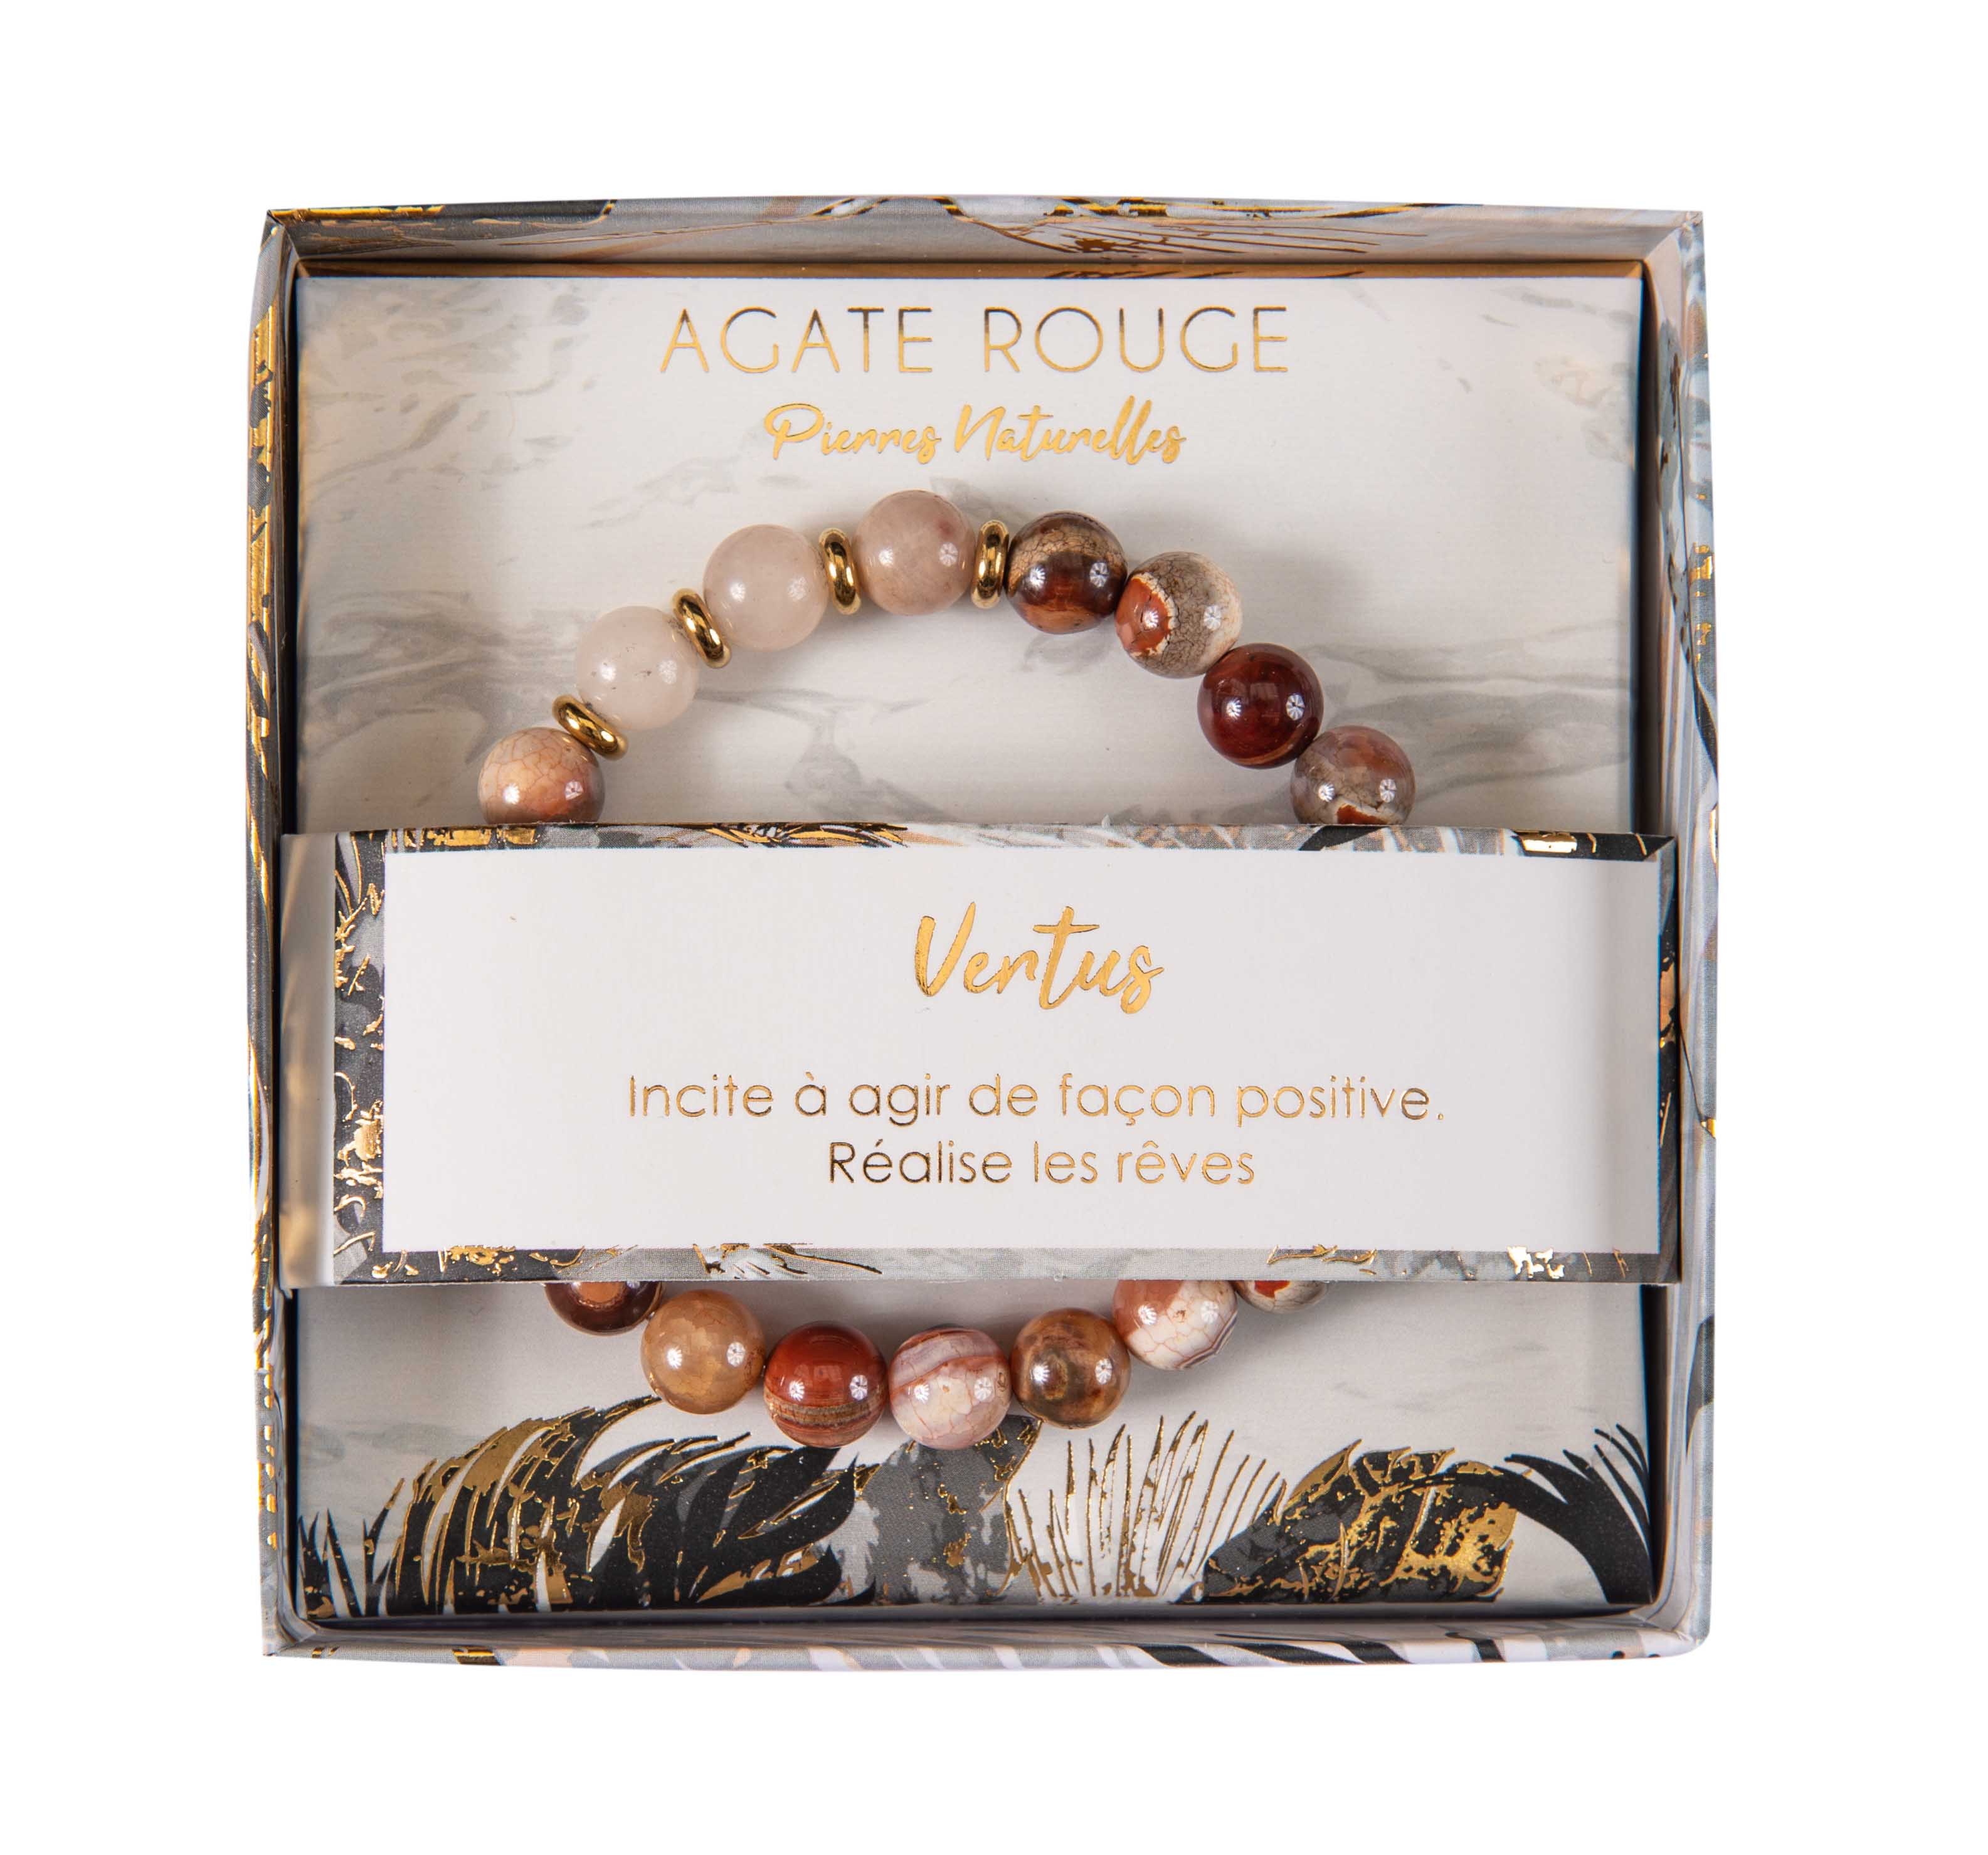 AGATE ROUGE
Pierres Naturelles
Vertus
Incite à agir de façon positive.
Réalise les rêves